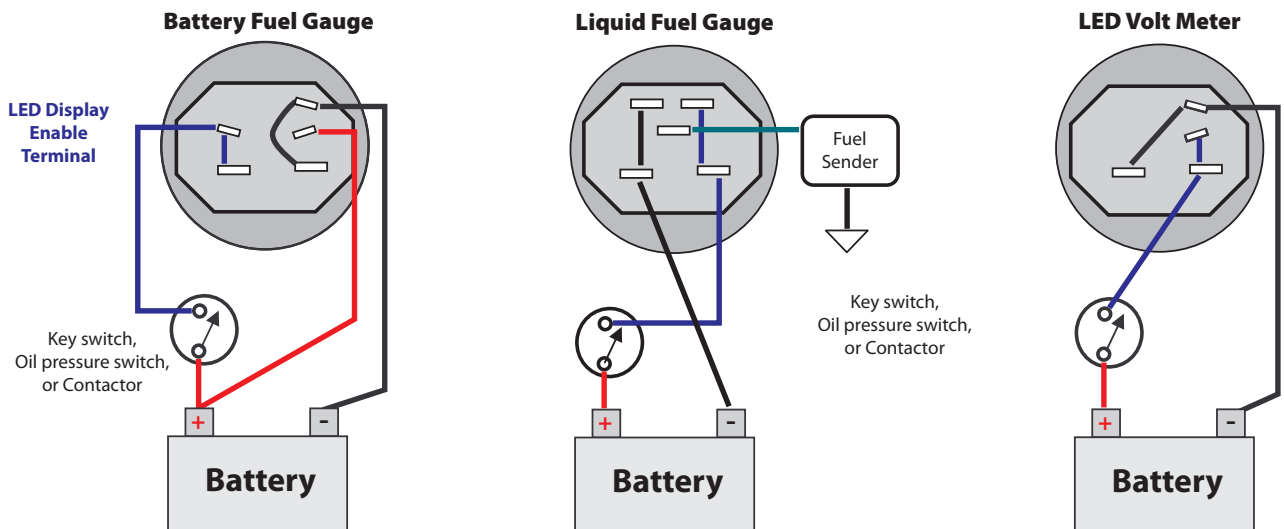 Battery Fuel Gauge
LED Display
Enable
Terminal
Key switch,
Oil pressure switch,
or Contactor
+
-
Battery
Liquid Fuel Gauge
Fuel
Sender
Key switch,
Oil pressure switch,
or Contactor
+
-
Battery
LED Volt Meter
+
-
Battery